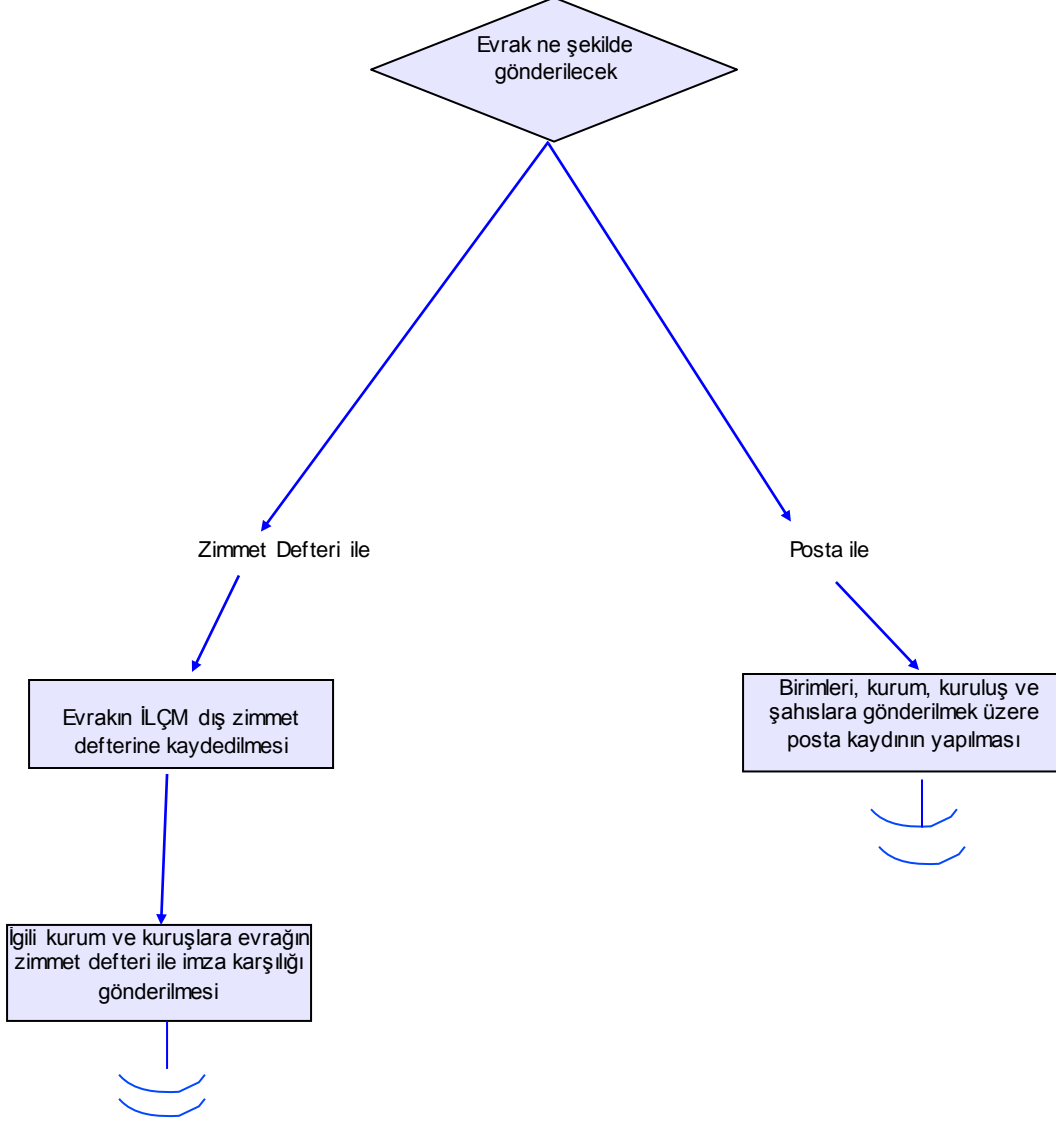 Evrak ne şekilde
gönderilecek
Zimmet Defteri ile
Posta ile
Evrakın İLÇM dış zimmet
defterine kaydedilmesi
Birimleri, kurum, kuruluş ve
şahıslara gönderilmek üzere
posta kaydının yapılması
İlgili kurum ve kuruşlara evrağın
zimmet defteri ile imza karşılığı
gönderilmesi